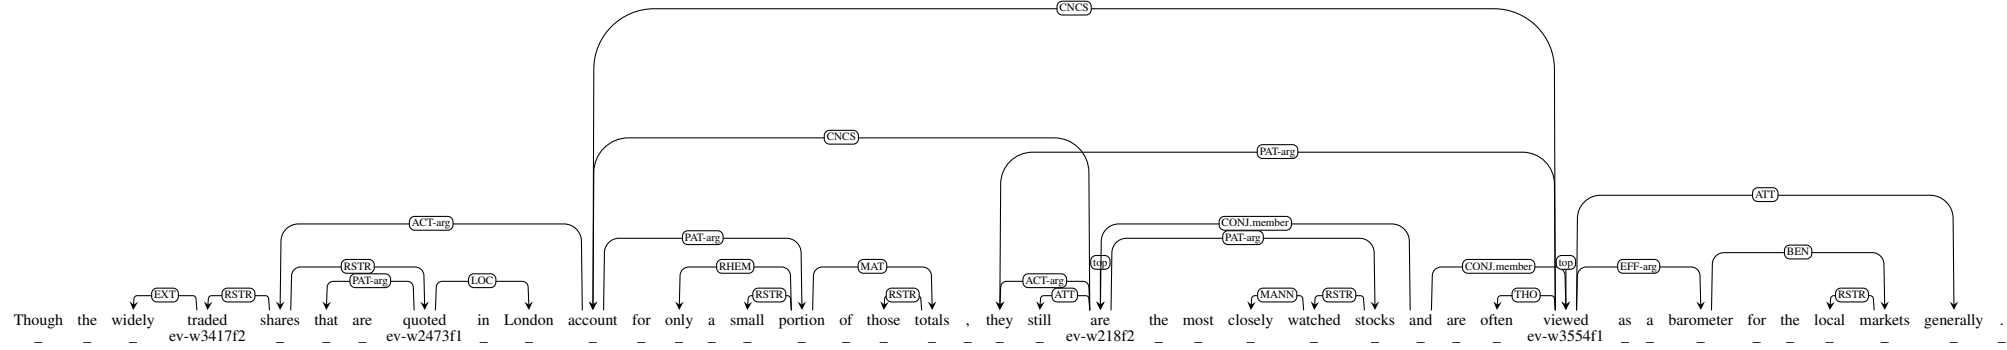 CNCS
CNCS
PAT-arg
ATT
ACT-arg CONJ.member
PAT-arg PAT-arg
BEN
RSTR RHEM MAT top CONJ.member top EFF-arg
PAT-arg LOC ACT-arg
EXT RSTR RSTR RSTR ATT MANN RSTR THO RSTR
Though the widely traded shares that are quoted in London account for only a small portion of those totals , they still are the most closely watched stocks and are often viewed as a barometer for the local markets generally .
_ _ _ ev-w3417f2 _ _ _ ev-w2473f1 _ _ _ _ _ _ _ _ _ _ _ _ _ _ ev-w218f2 _ _ _ _ _ _ _ _ ev-w3554f1 _ _ _ _ _ _ _ _ _